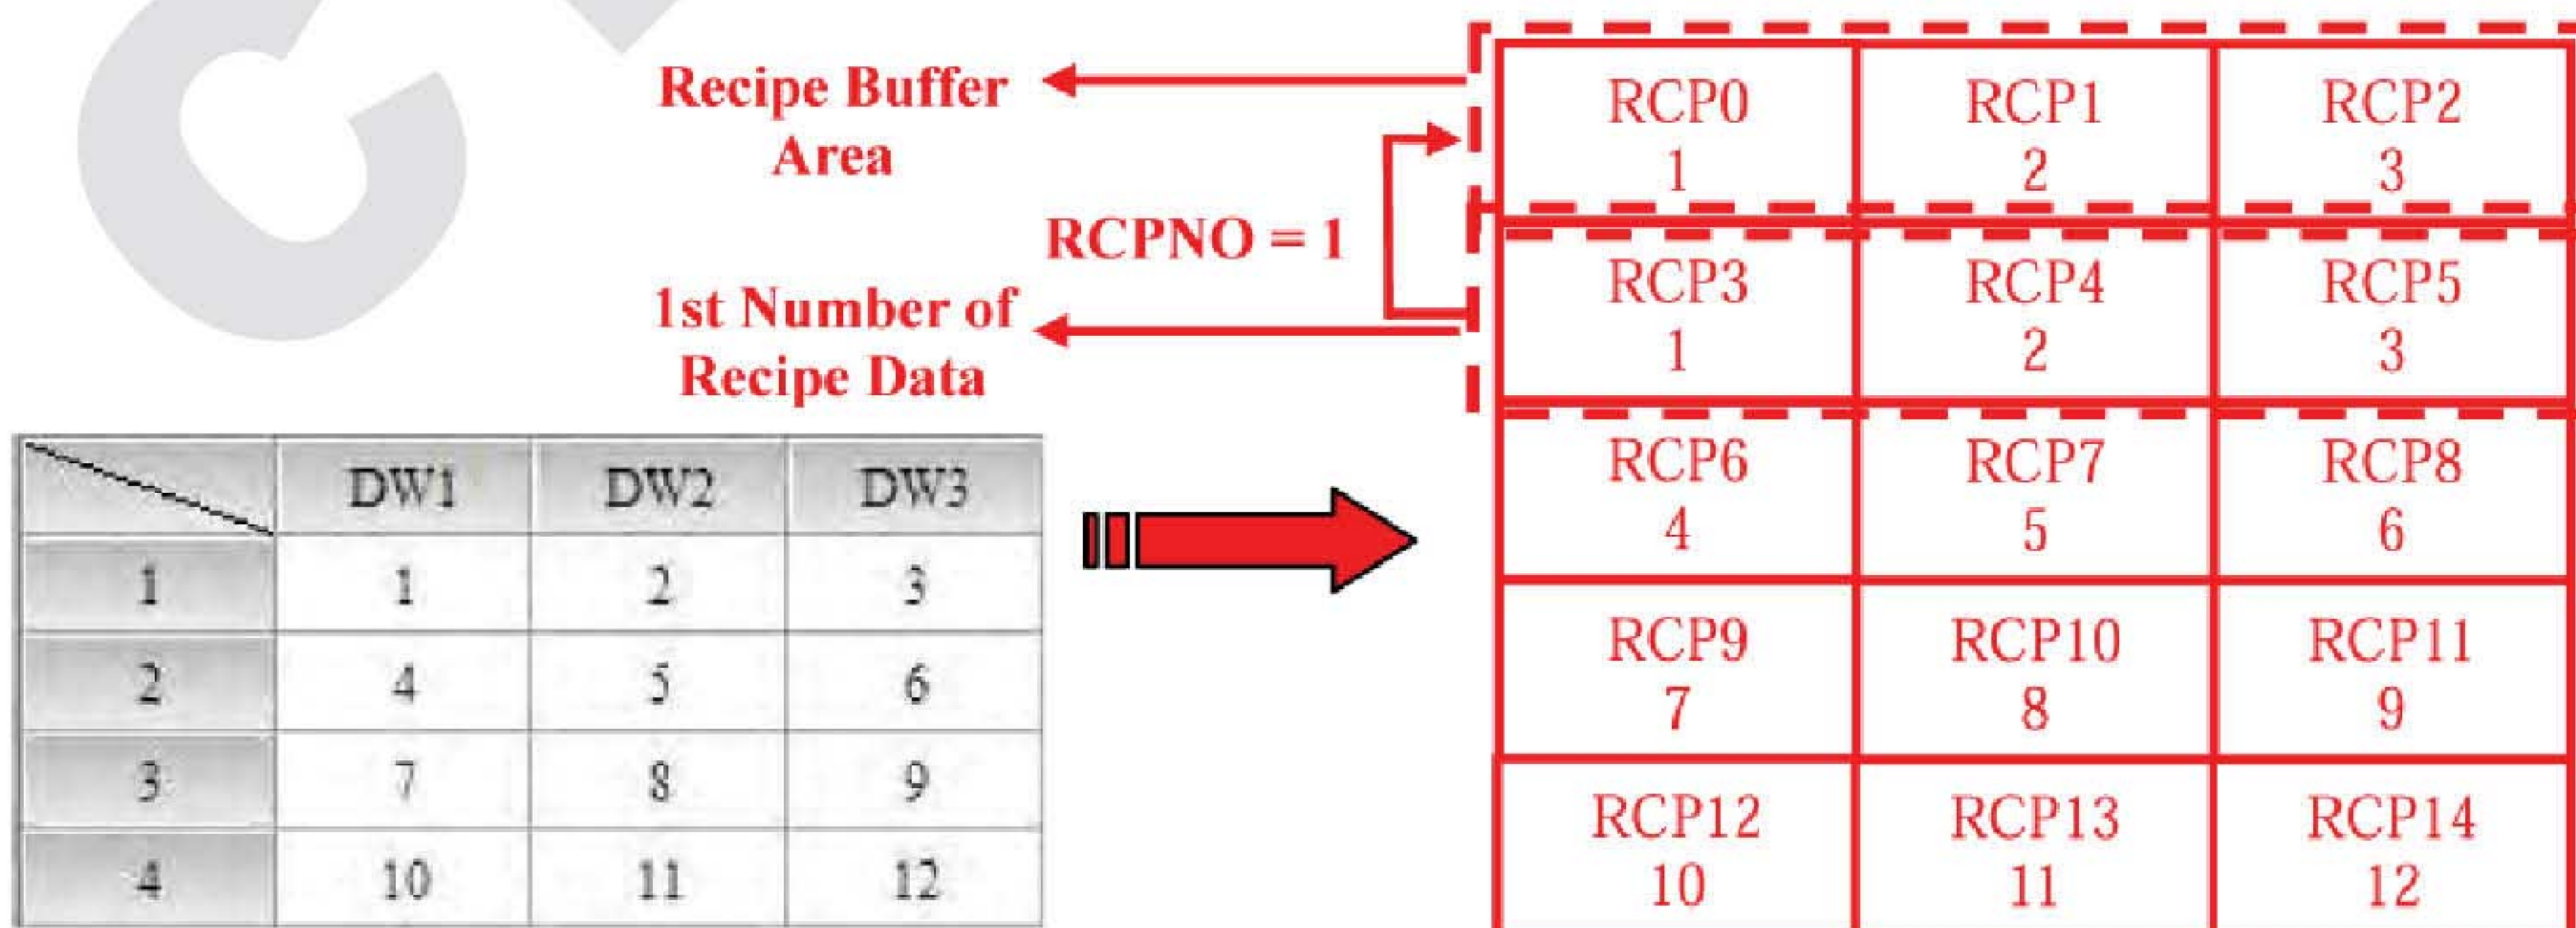 Recipe Buffer
Area
RCPNO = 1
1st Number of
Recipe Data
DW1 DW2 DW3
1 1 2 3
2 4 5 6
3 7 8 9
4 10 11 12
RCP0 RCP1 RCP2
1 2 3
RCP3 RCP4 RCP5
1 2 3
RCP6 RCP7 RCP8
4 5 6
RCP9 RCP10 RCP11
7 8 9
RCP12 RCP13 RCP14
10 11 12